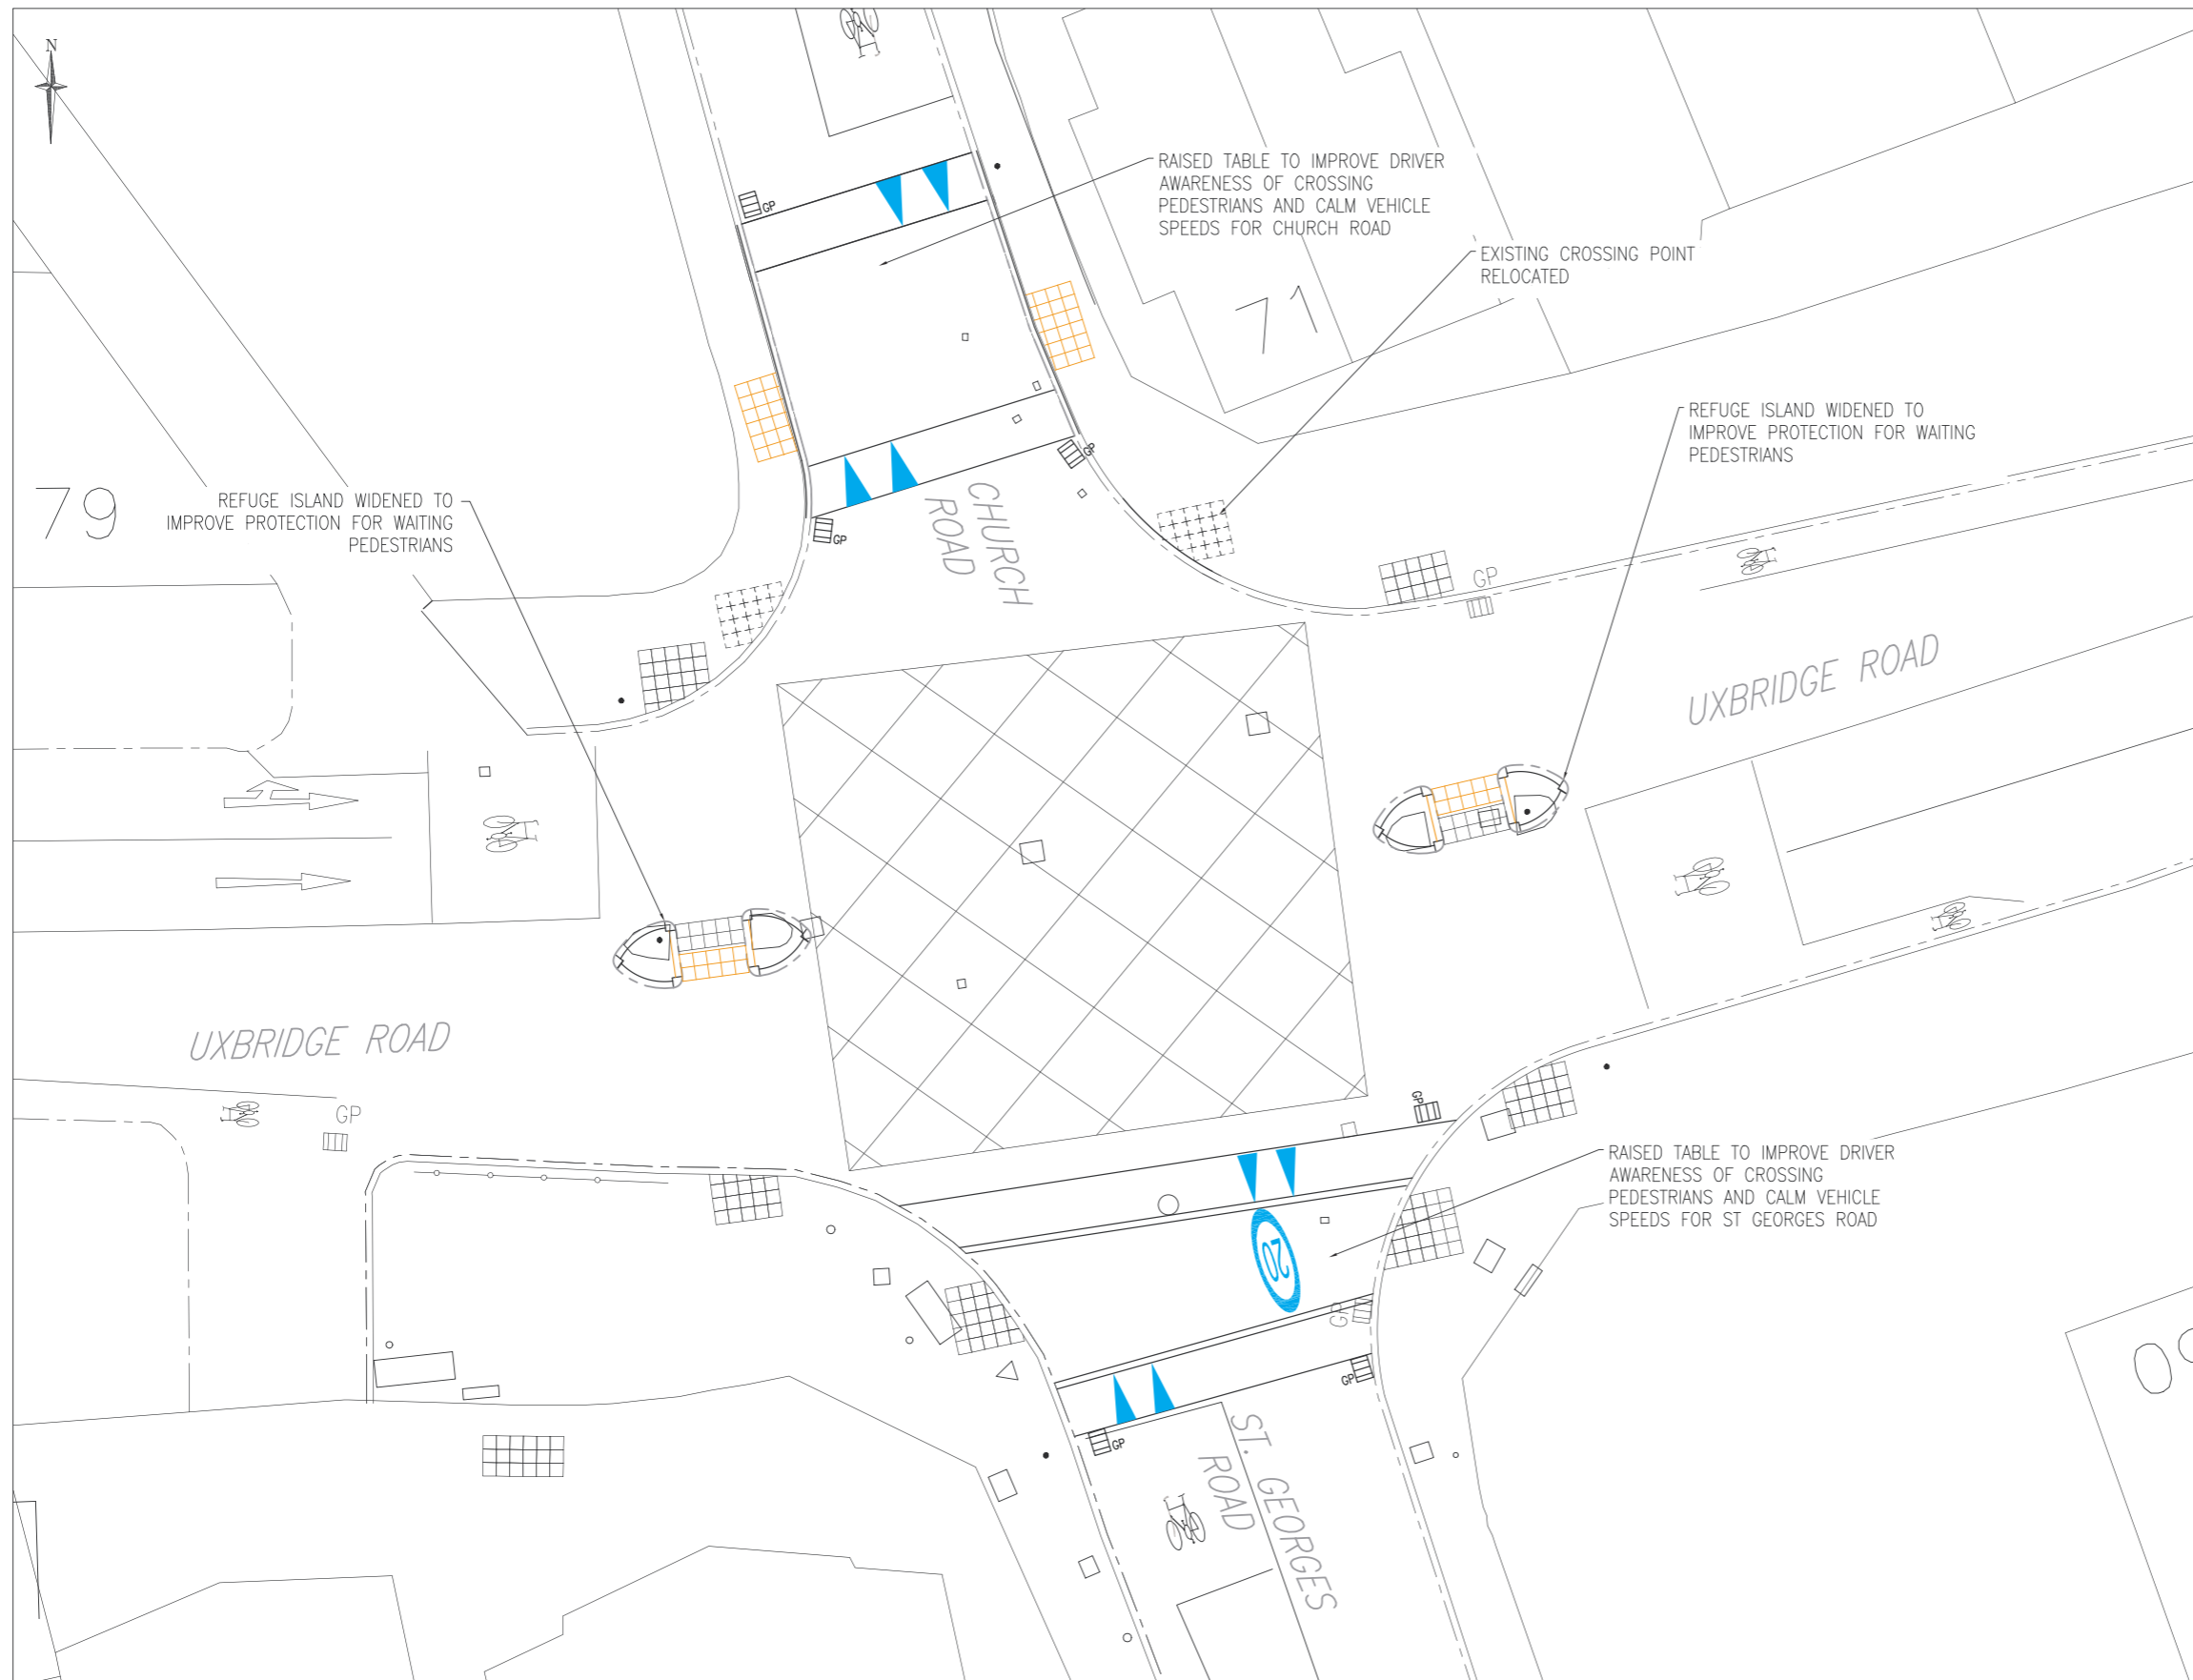 N
RAISED TABLE TO IMPROVE DRIVER
AWARENESS OF CROSSING
PEDESTRIANS AND CALM VEHICLE
SPEEDS FOR CHURCH ROAD
GP
EXISTING CROSSING POINT
RELOCATED
71
REFUGE ISLAND WIDENED TO
IMPROVE PROTECTION FOR WAITING
PEDESTRIANS
79
REFUGE ISLAND WIDENED TO
IMPROVE PROTECTION FOR WAITING
PEDESTRIANS
GP
GP
CHURCH
ROAD
GP
UXBRIDGE ROAD
UXBRIDGE ROAD
GP
GP
RAISED TABLE TO IMPROVE DRIVER
AWARENESS OF CROSSING
PEDESTRIANS AND CALM VEHICLE
SPEEDS FOR ST GEORGES ROAD
20
GP
GP
GP
ST. GEORGES
ROAD